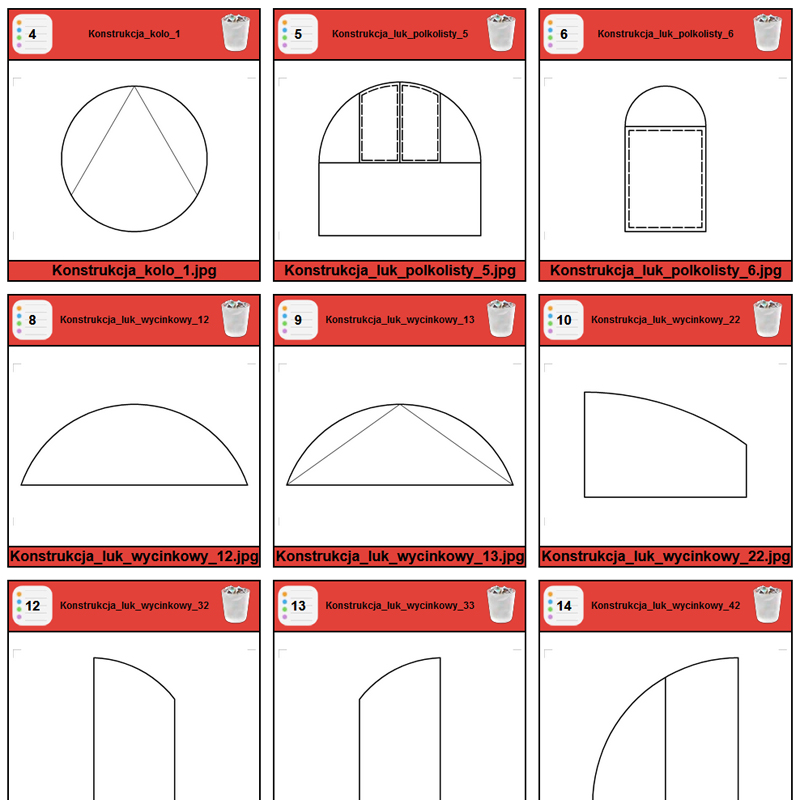 4 Konstrukcja_kolo_1
5 Konstrukcja_luk_polkolisty_5
6 Konstrukcja_luk_polkolisty_6
Konstrukcja_kolo_1.jpg
Konstrukcja_luk_polkolisty_5.jpg
Konstrukcja_luk_polkolisty_6.jpg
8 Konstrukcja_luk_wycinkowy_12
9 Konstrukcja_luk_wycinkowy_13
10 Konstrukcja_luk_wycinkowy_22
Konstrukcja_luk_wycinkowy_12.jpg
Konstrukcja_luk_wycinkowy_13.jpg
Konstrukcja_luk_wycinkowy_22.jpg
12 Konstrukcja_luk_wycinkowy_32
13 Konstrukcja_luk_wycinkowy_33
14 Konstrukcja_luk_wycinkowy_42